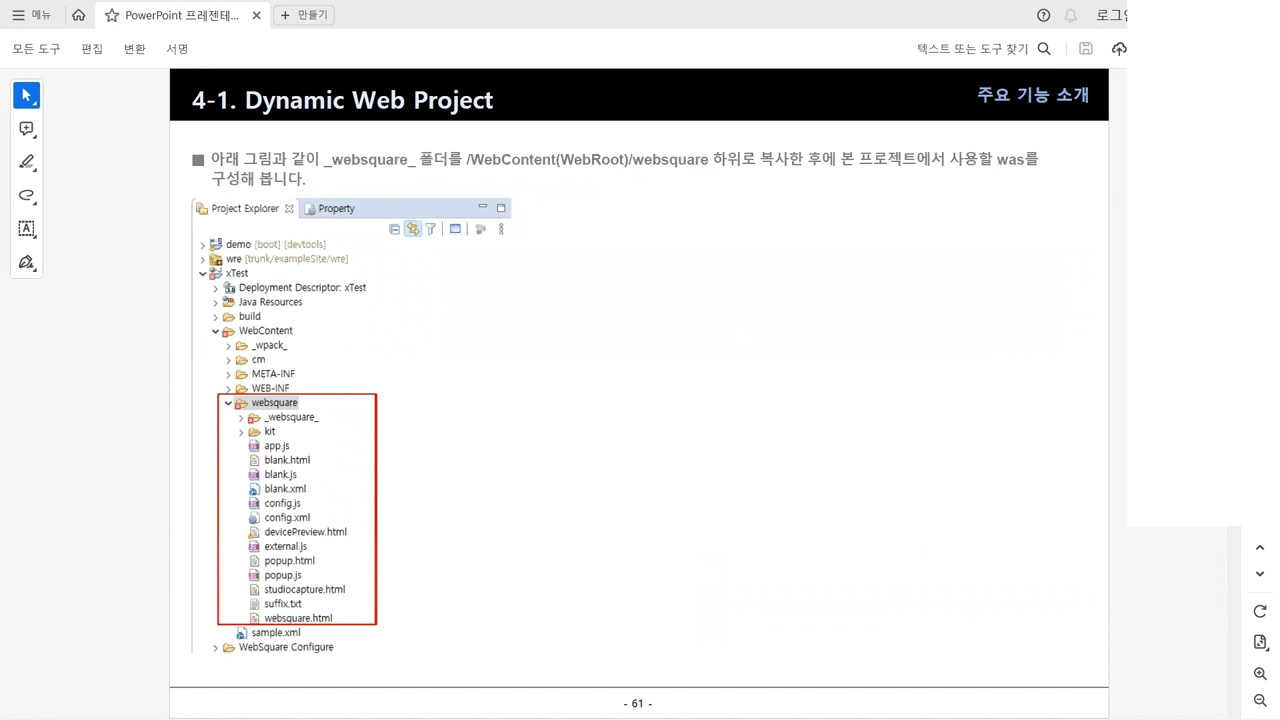 메뉴
PowerPoint 프레젠테...
만들기
로그인
모든 도구
편집
변환
서명
텍스트 또는 도구 찾기
4-1. Dynamic Web Project
주요 기능 소개
아래 그림과 같이 _websquare_ 폴더를 /WebContent(WebRoot)/websquare 하위로 복사한 후에 본 프로젝트에서 사용할 was를
구성해 봅니다.
Project Explorer
Property
demo [boot] [devtools]
wre [trunk/exampleSite/wre]
xTest
Deployment Descriptor: xTest
Java Resources
build
WebContent
_wpack_
cm
META-INF
WEB-INF
websquare
_websquare_
kit
app.js
blank.html
blank.js
blank.xml
config.js
config.xml
devicePreview.html
external.js
popup.html
popup.js
studiocapture.html
suffix.txt
websquare.html
sample.xml
WebSquare Configure
- 61 -